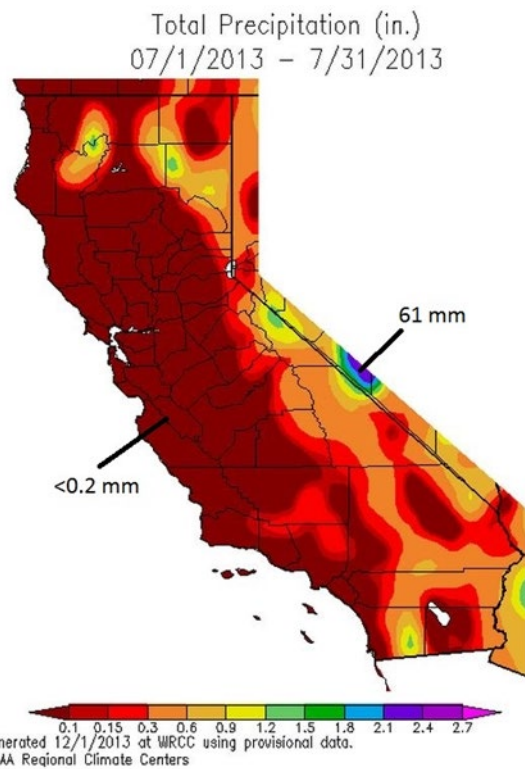 Total Precipitation (in.)
07/1/2013 – 7/31/2013
61 mm
<0.2 mm
0.1 0.15 0.3 0.6 0.9 1.2 1.5 1.8 2.1 2.4 2.7
nerated 12/1/2013 at WRCC using provisional data.
AA Regional Climate Centers